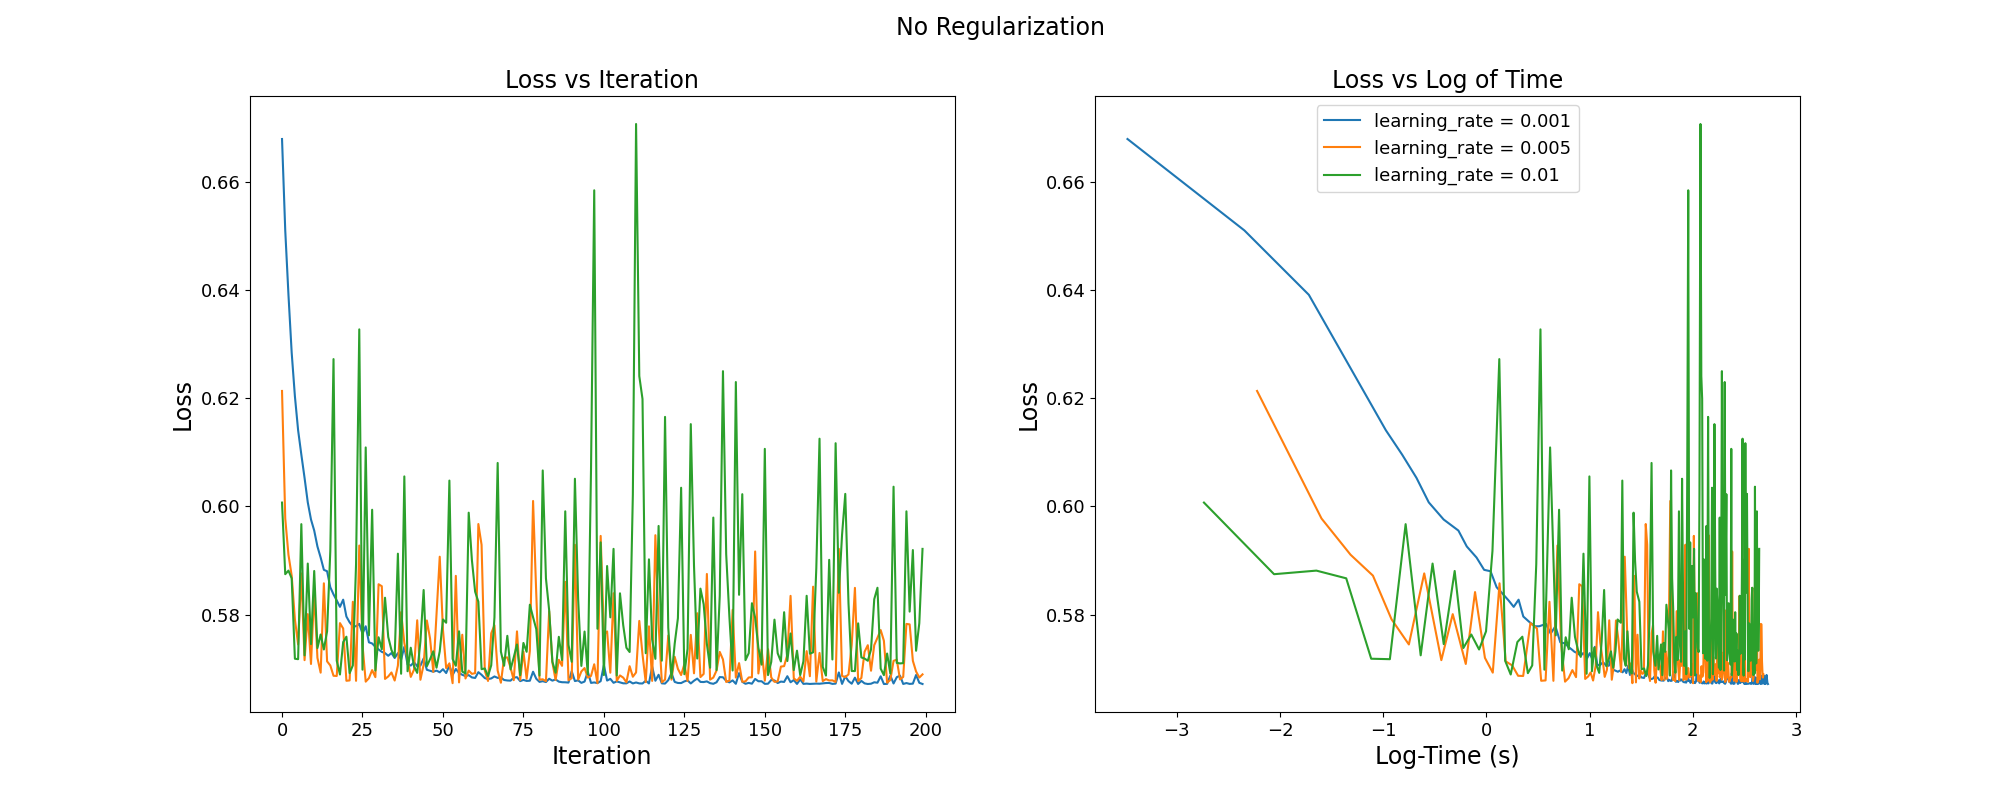 No Regularization
Loss vs Iteration
Loss
0.66
0.64
0.62
0.60
0.58
0 25 50 75 100 125 150 175 200
Iteration
Loss vs Log of Time
learning_rate = 0.001
learning_rate = 0.005
learning_rate = 0.01
Loss
0.66
0.64
0.62
0.60
0.58
−3 −2 −1 0 1 2 3
Log-Time (s)